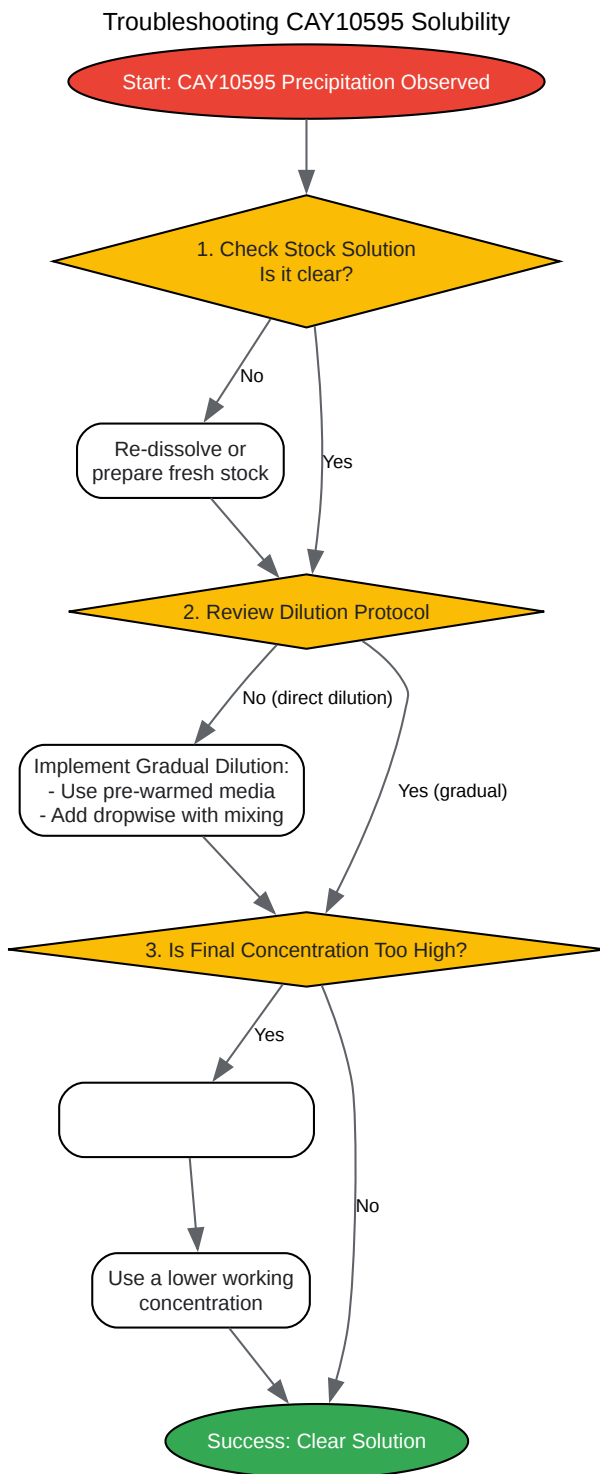 Troubleshooting CAY10595 Solubility
Start: CAY10595 Precipitation Observed
1. Check Stock Solution
Is it clear?
No
Re-dissolve or
prepare fresh stock
Yes
2. Review Dilution Protocol
No (direct dilution)
Implement Gradual Dilution:
- Use pre-warmed media
- Add dropwise with mixing
Yes (gradual)
3. Is Final Concentration Too High?
Yes
No
Use a lower working
concentration
Success: Clear Solution